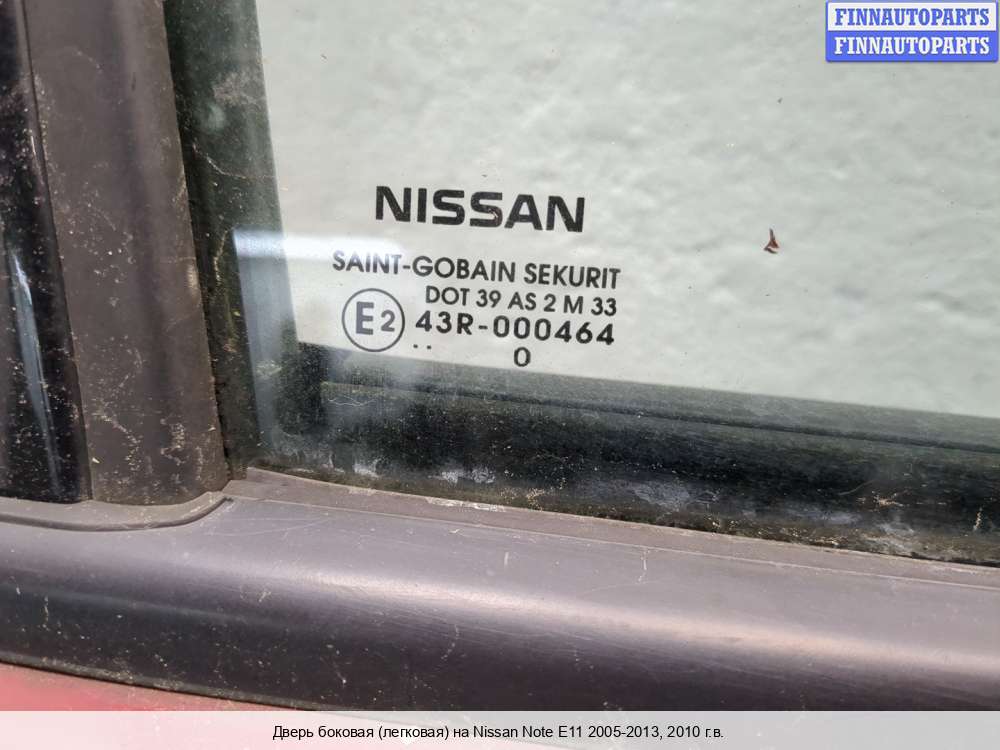 FINNAUTOPARTS
FINNAUTOPARTS
NISSAN
SAINT-GOBAIN SEKURIT
DOT 39 AS 2 M 33
E2 43R-000464
.. 0
Дверь боковая (легковая) на Nissan Note E11 2005-2013, 2010 г.в.